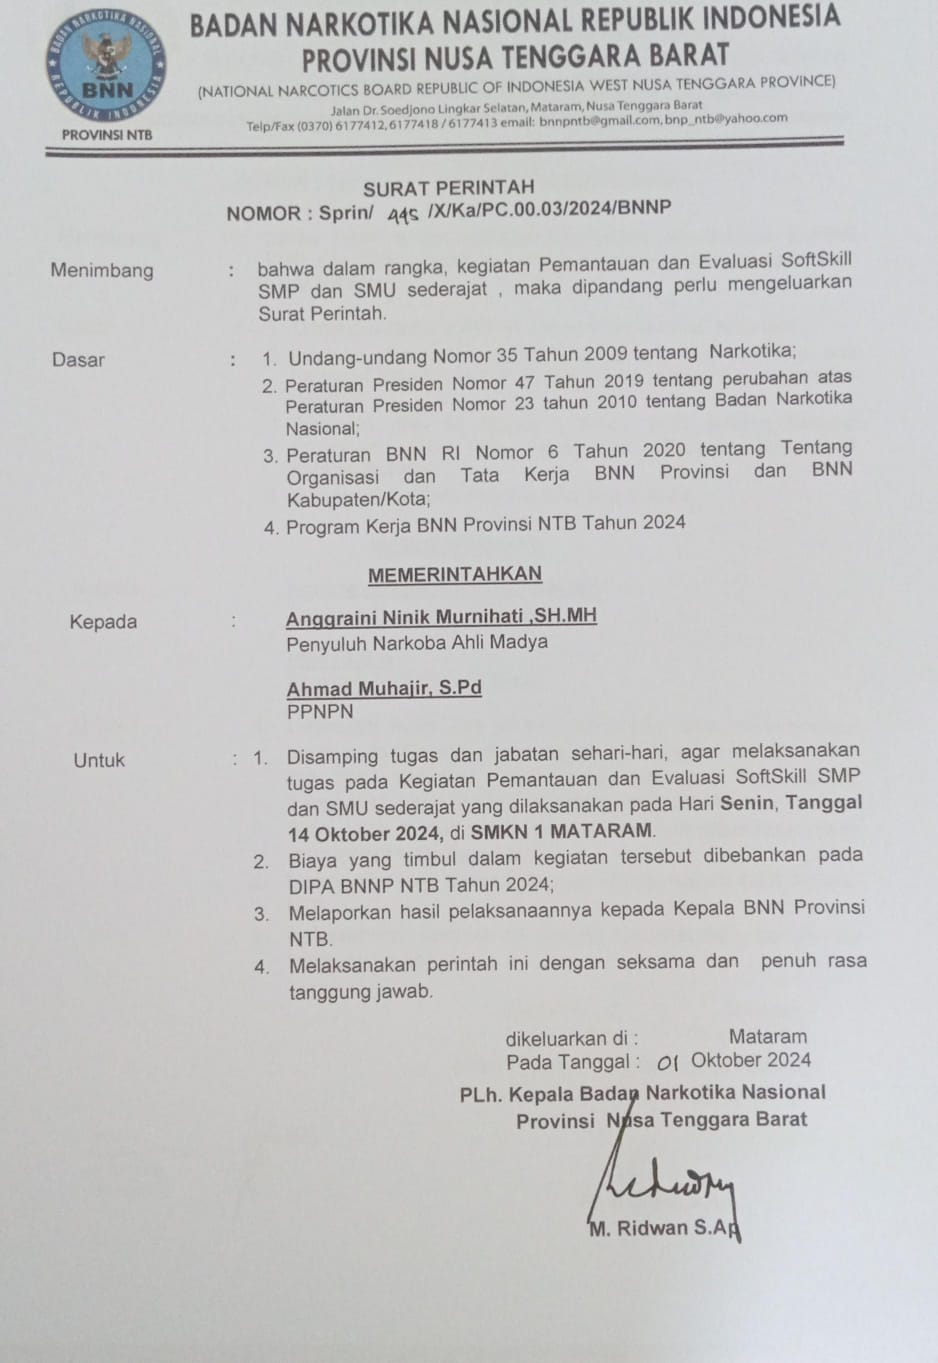 BADAN NARKOTIKA NASIONAL
REPUBLIK INDONESIA
BNN
PROVINSI NTB
BADAN NARKOTIKA NASIONAL REPUBLIK INDONESIA
PROVINSI NUSA TENGGARA BARAT
(NATIONAL NARCOTICS BOARD REPUBLIC OF INDONESIA WEST NUSA TENGGARA PROVINCE)
Jalan Dr. Soedjono Lingkar Selatan, Mataram, Nusa Tenggara Barat
Telp/Fax (0370) 6177412, 6177418 / 6177413 email: bnnpntb@gmail.com, bnp_ntb@yahoo.com
SURAT PERINTAH
NOMOR : Sprin/ /X/Ka/PC.00.03/2024/BNNP
Menimbang : bahwa dalam rangka, kegiatan Pemantauan dan Evaluasi SoftSkill
SMP dan SMU sederajat , maka dipandang perlu mengeluarkan
Surat Perintah.
Dasar : 1. Undang-undang Nomor 35 Tahun 2009 tentang Narkotika;
2. Peraturan Presiden Nomor 47 Tahun 2019 tentang perubahan atas
Peraturan Presiden Nomor 23 tahun 2010 tentang Badan Narkotika
Nasional;
3. Peraturan BNN RI Nomor 6 Tahun 2020 tentang Tentang
Organisasi dan Tata Kerja BNN Provinsi dan BNN
Kabupaten/Kota;
4. Program Kerja BNN Provinsi NTB Tahun 2024
MEMERINTAHKAN
Kepada : Anggraini Ninik Murnihati ,SH.MH
Penyuluh Narkoba Ahli Madya
Ahmad Muhajir, S.Pd
PPNPN
Untuk : 1. Disamping tugas dan jabatan sehari-hari, agar melaksanakan
tugas pada Kegiatan Pemantauan dan Evaluasi SoftSkill SMP
dan SMU sederajat yang dilaksanakan pada Hari Senin, Tanggal
14 Oktober 2024, di SMKN 1 MATARAM.
2. Biaya yang timbul dalam kegiatan tersebut dibebankan pada
DIPA BNNP NTB Tahun 2024;
3. Melaporkan hasil pelaksanaannya kepada Kepala BNN Provinsi
NTB.
4. Melaksanakan perintah ini dengan seksama dan penuh rasa
tanggung jawab.
dikeluarkan di : Mataram
Pada Tanggal : 01 Oktober 2024
PLh. Kepala Badan Narkotika Nasional
Provinsi Nusa Tenggara Barat
M. Ridwan S.Ap